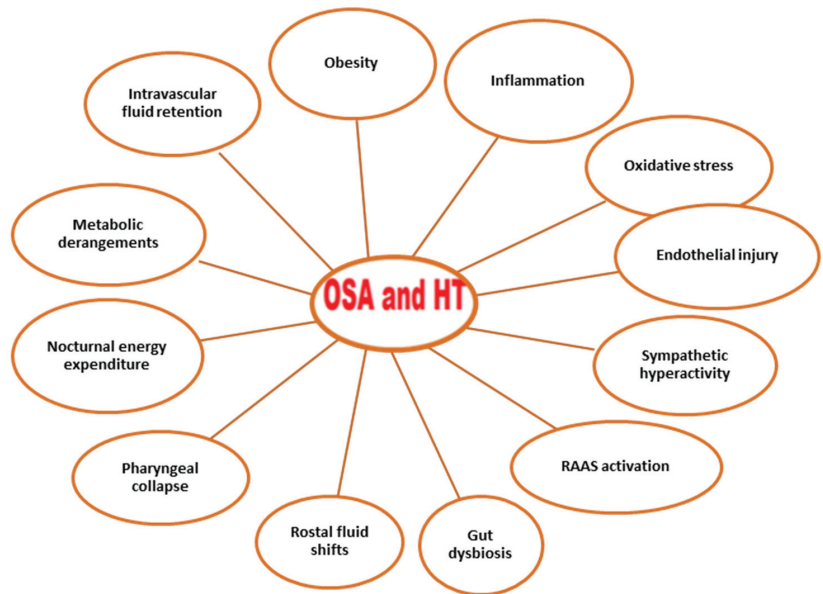 Obesity
Inflammation
Intravascular
fluid retention
Oxidative stress
Metabolic
derangements
Endothelial injury
OSA and HT
Nocturnal energy
expenditure
Sympathetic
hyperactivity
Pharyngeal
collapse
RAAS activation
Rostal fluid
shifts
Gut
dysbiosis